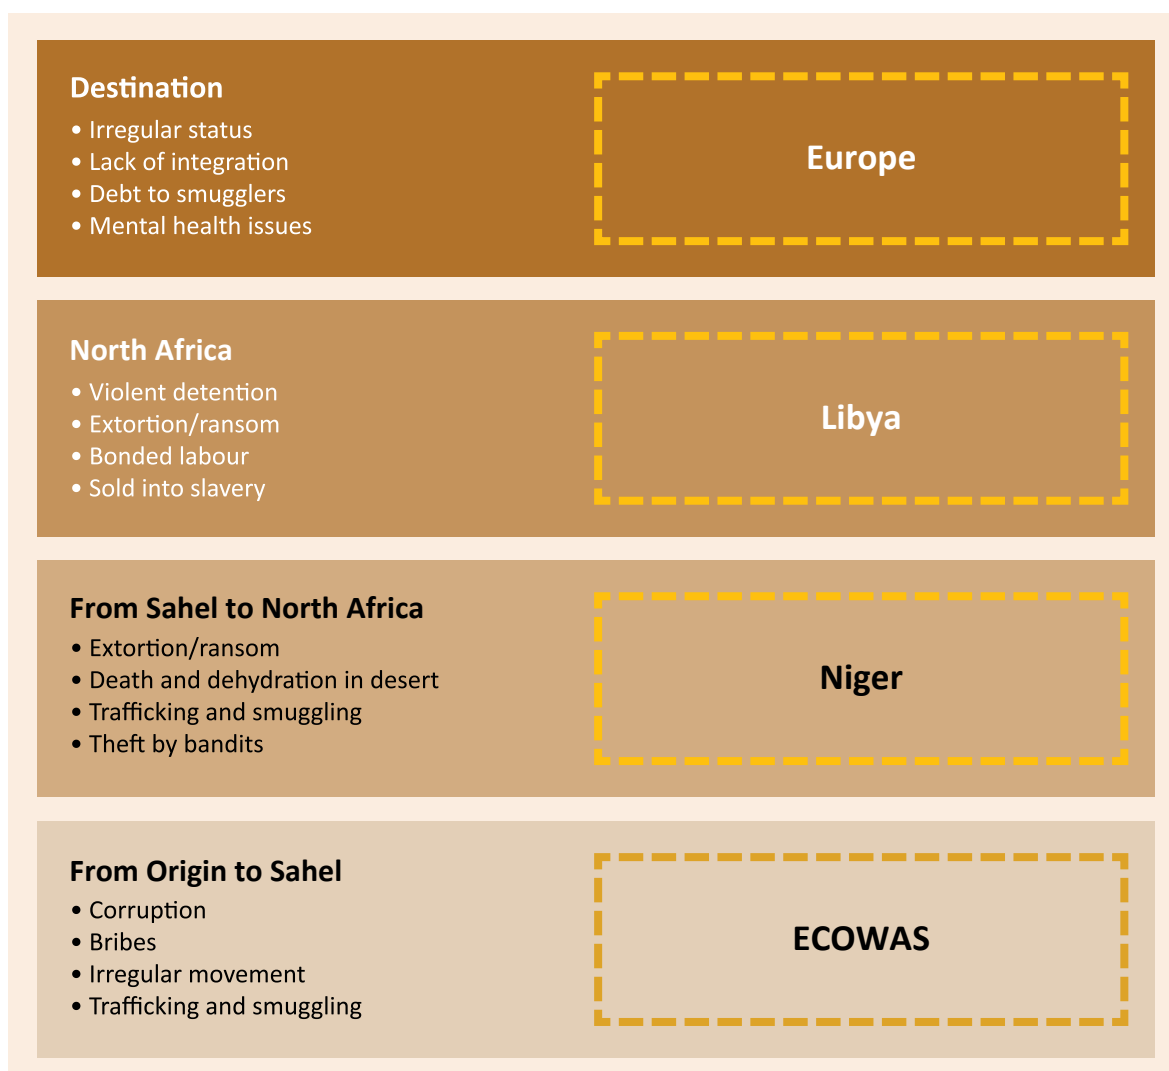 Destination
• Irregular status
• Lack of integration
• Debt to smugglers
• Mental health issues
Europe
North Africa
• Violent detention
• Extortion/ransom
• Bonded labour
• Sold into slavery
Libya
From Sahel to North Africa
• Extortion/ransom
• Death and dehydration in desert
• Trafficking and smuggling
• Theft by bandits
Niger
From Origin to Sahel
• Corruption
• Bribes
• Irregular movement
• Trafficking and smuggling
ECOWAS